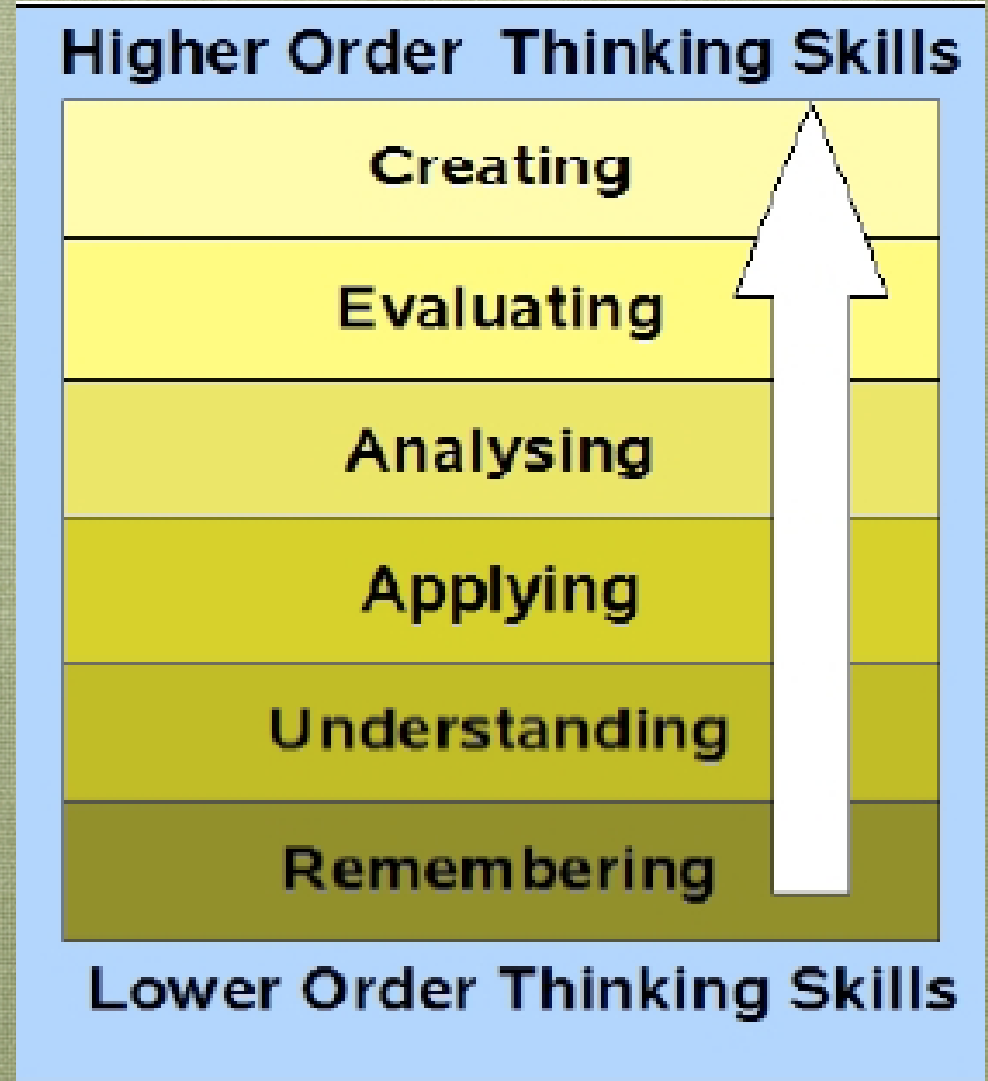 Higher Order Thinking Skills
Creating
Evaluating
Analysing
Applying
Understanding
Remembering
Lower Order Thinking Skills